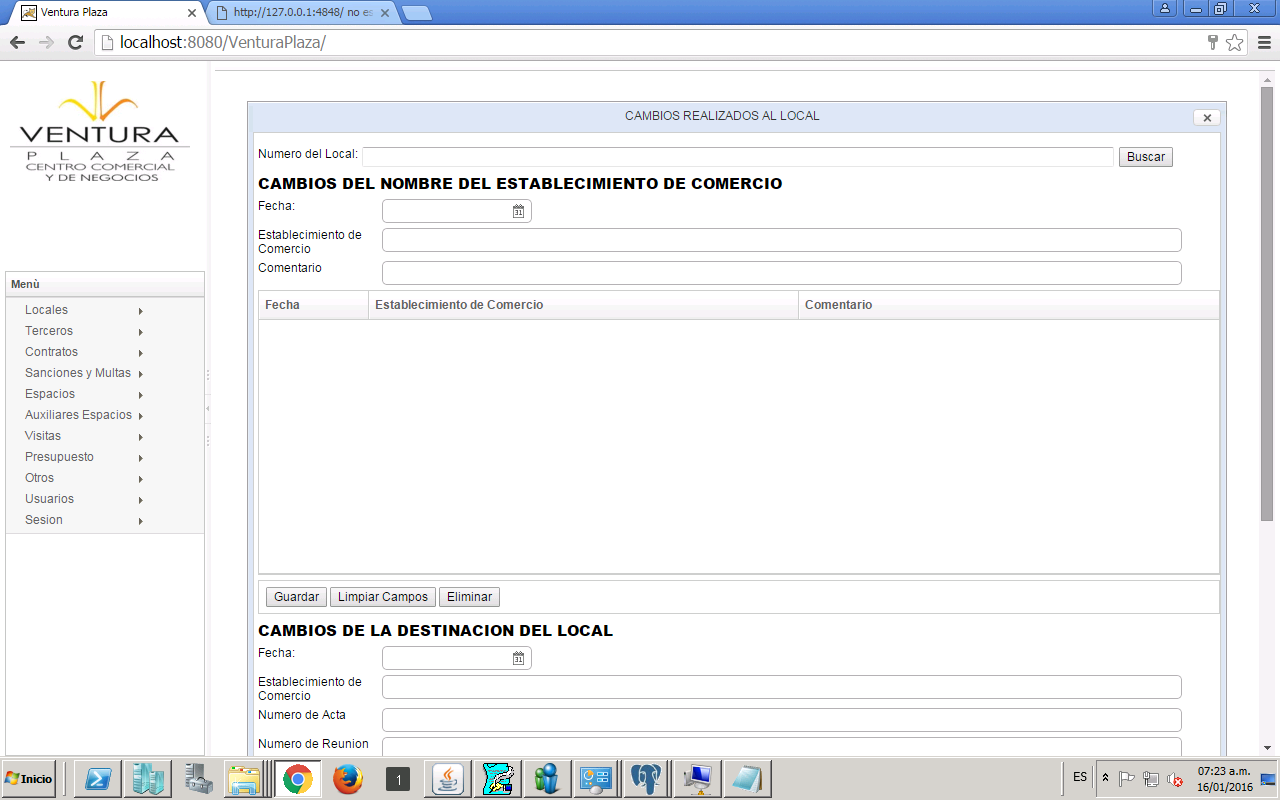 Ventura Plaza
http://127.0.0.1:4848/ no es
localhost:8080/VenturaPlaza/
VENTURA
PLAZA
CENTRO COMERCIAL
Y DE NEGOCIOS
Menù
Locales
Terceros
Contratos
Sanciones y Multas
Espacios
Auxiliares Espacios
Visitas
Presupuesto
Otros
Usuarios
Sesion
CAMBIOS REALIZADOS AL LOCAL
Numero del Local:
Buscar
CAMBIOS DEL NOMBRE DEL ESTABLECIMIENTO DE COMERCIO
Fecha:
31
Establecimiento de
Comercio
Comentario
Fecha Establecimiento de Comercio Comentario
Guardar Limpiar Campos Eliminar
CAMBIOS DE LA DESTINACION DEL LOCAL
Fecha:
31
Establecimiento de
Comercio
Numero de Acta
Numero de Reunion
Inicio
1
ES
07:23 a.m.
16/01/2016